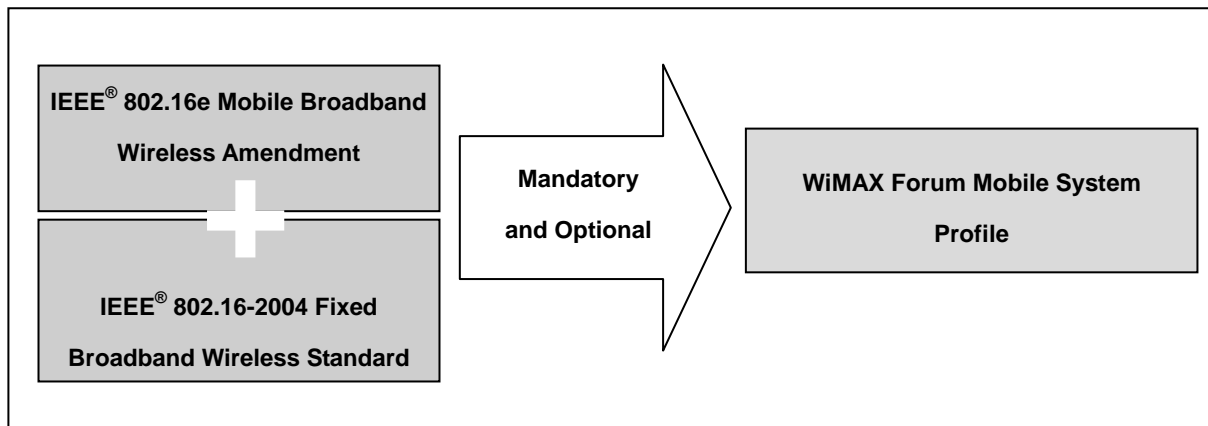 IEEE® 802.16e Mobile Broadband
Wireless Amendment
IEEE® 802.16-2004 Fixed
Broadband Wireless Standard
Mandatory
and Optional
WiMAX Forum Mobile System
Profile